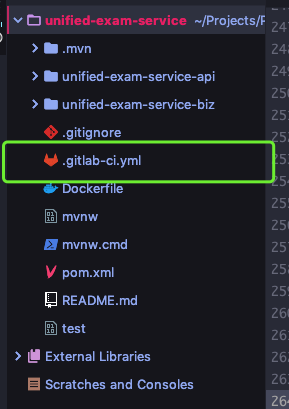 unified-exam-service ~/Projects/P
.mvn
unified-exam-service-api
unified-exam-service-biz
.gitignore
.gitlab-ci.yml
Dockerfile
mvnw
mvnw.cmd
pom.xml
README.md
test
External Libraries
Scratches and Consoles